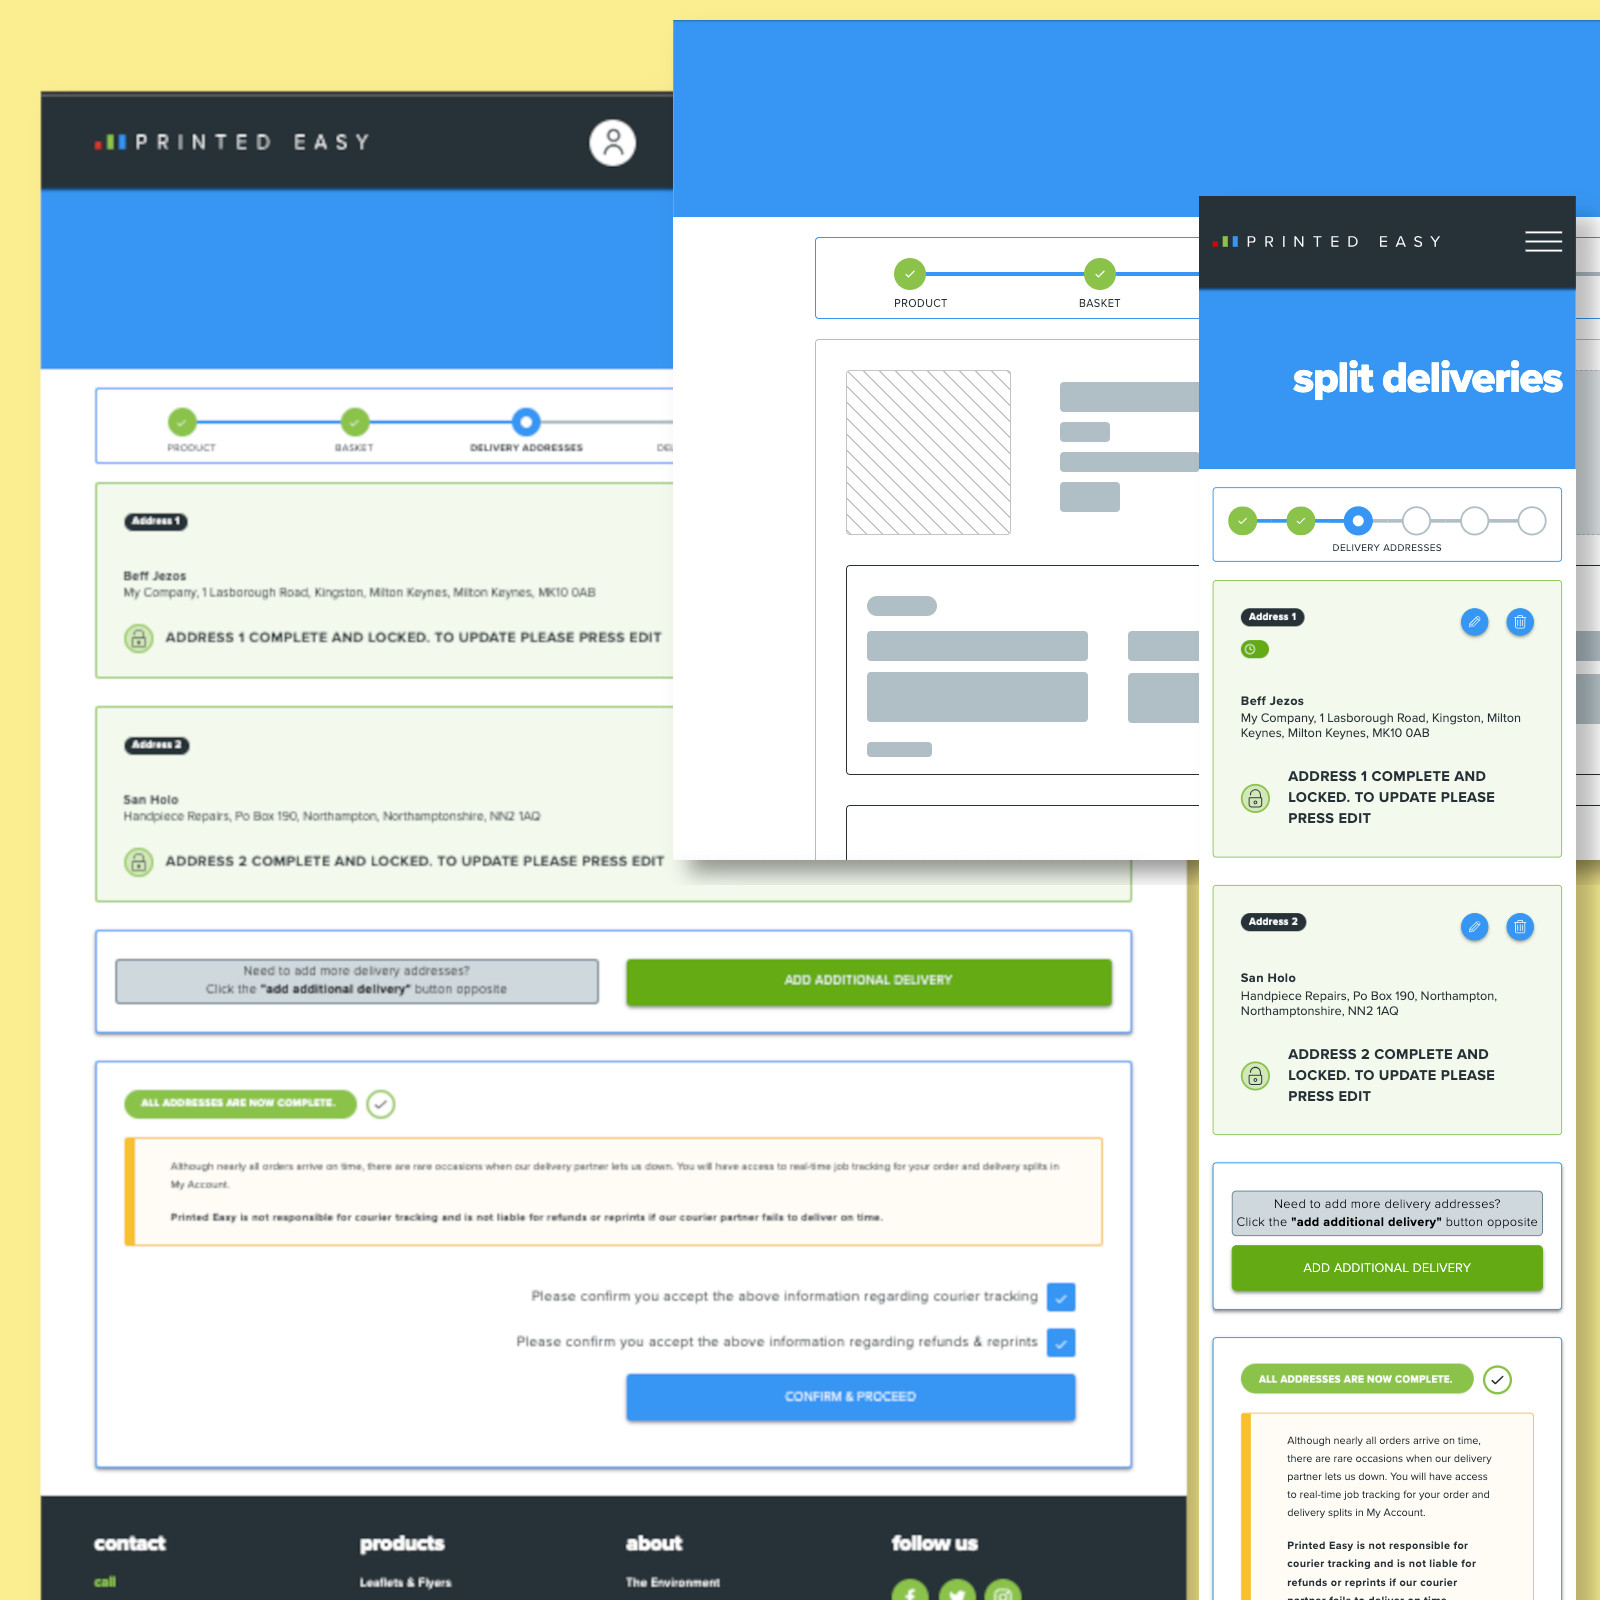 PRINTED EASY
PRODUCT
BASKET
DELIVERY ADDRESSES
Address 1
Beff Jezos
My Company, 1 Lasborough Road, Kingston, Milton Keynes, Milton Keynes, MK10 0AB
ADDRESS 1 COMPLETE AND LOCKED. TO UPDATE PLEASE PRESS EDIT
Address 2
San Holo
Handpiece Repairs, Po Box 190, Northampton, Northamptonshire, NN2 1AQ
ADDRESS 2 COMPLETE AND LOCKED. TO UPDATE PLEASE PRESS EDIT
Need to add more delivery addresses?
Click the "add additional delivery" button opposite
ADD ADDITIONAL DELIVERY
ALL ADDRESSES ARE NOW COMPLETE.
Although nearly all orders arrive on time, there are rare occasions when our delivery partner lets us down. You will have access to real-time job tracking for your order and delivery splits in
My Account.
Printed Easy is not responsible for courier tracking and is not liable for refunds or reprints if our courier partner fails to deliver on time.
Please confirm you accept the above information regarding courier tracking
Please confirm you accept the above information regarding refunds & reprints
CONFIRM & PROCEED
contact
call
products
Leaflets & Flyers
about
The Environment
follow us
PRODUCT
BASKET
PRINTED EASY
split deliveries
DELIVERY ADDRESSES
Address 1
Beff Jezos
My Company, 1 Lasborough Road, Kingston, Milton
Keynes, Milton Keynes, MK10 0AB
ADDRESS 1 COMPLETE AND
LOCKED. TO UPDATE PLEASE
PRESS EDIT
Address 2
San Holo
Handpiece Repairs, Po Box 190, Northampton,
Northamptonshire, NN2 1AQ
ADDRESS 2 COMPLETE AND
LOCKED. TO UPDATE PLEASE
PRESS EDIT
Need to add more delivery addresses?
Click the "add additional delivery" button opposite
ADD ADDITIONAL DELIVERY
ALL ADDRESSES ARE NOW COMPLETE.
Although nearly all orders arrive on time,
there are rare occasions when our delivery
partner lets us down. You will have access
to real-time job tracking for your order and
delivery splits in My Account.
Printed Easy is not responsible for
courier tracking and is not liable for
refunds or reprints if our courier
partner fails to deliver on time.